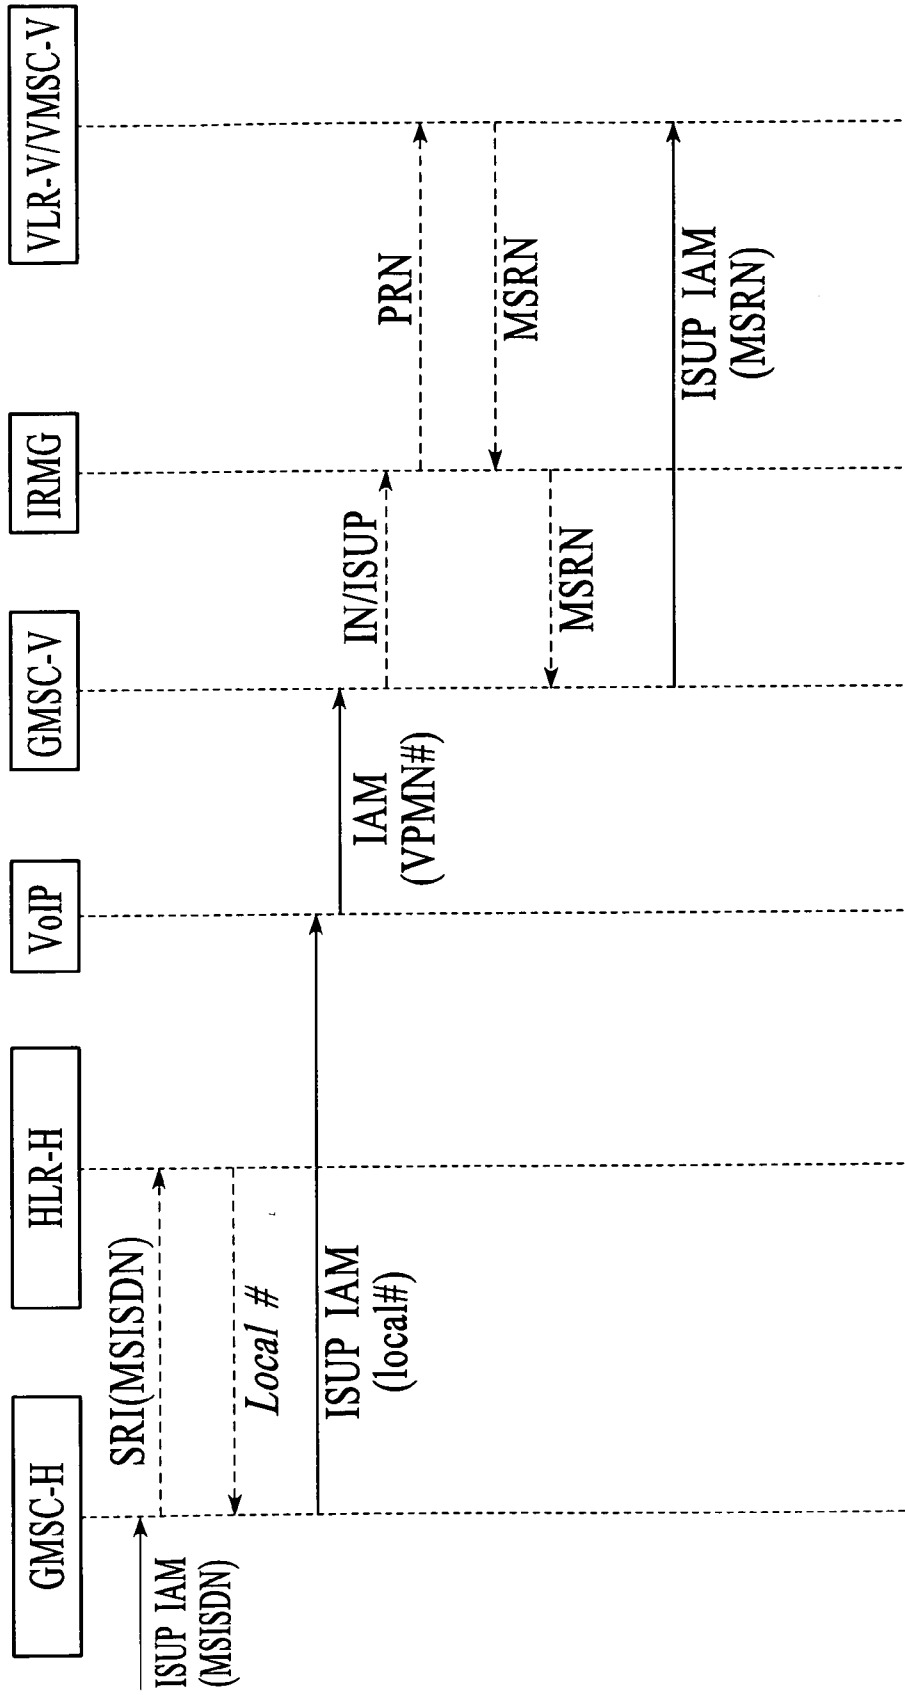 GMSC-H
HLR-H
VoIP
GMSC-V
IRMG
VLR-V/VMSC-V
ISUP IAM
(MSISDN)
SRI(MSISDN)
Local #
ISUP IAM
(local#)
IAM
(VPMN#)
IN/ISUP
PRN
MSRN
MSRN
ISUP IAM
(MSRN)